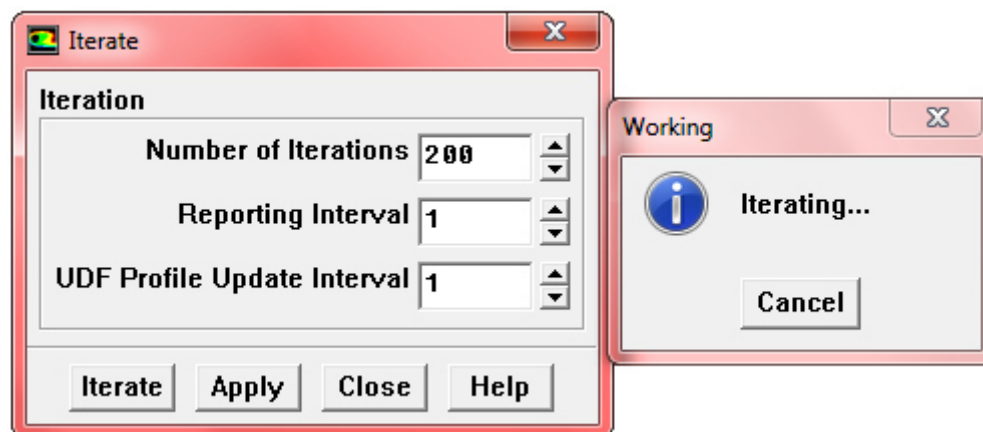 Iterate
Iteration
Number of Iterations 200
Reporting Interval 1
UDF Profile Update Interval 1
Iterate Apply Close Help
Working
Iterating...
Cancel